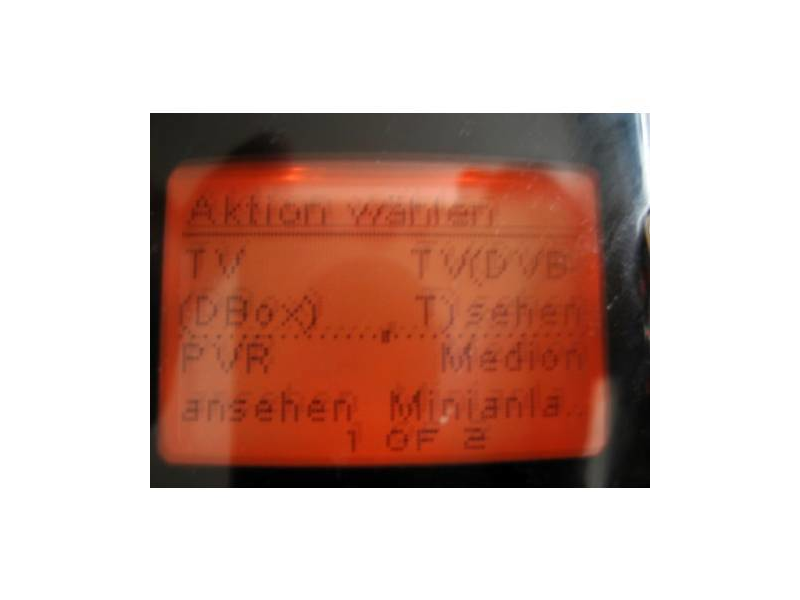 Aktion wählen
TV TV(DVB-
(DBox) T)sehen
PVR Medion
ansehen Minianla..
1 OF 2